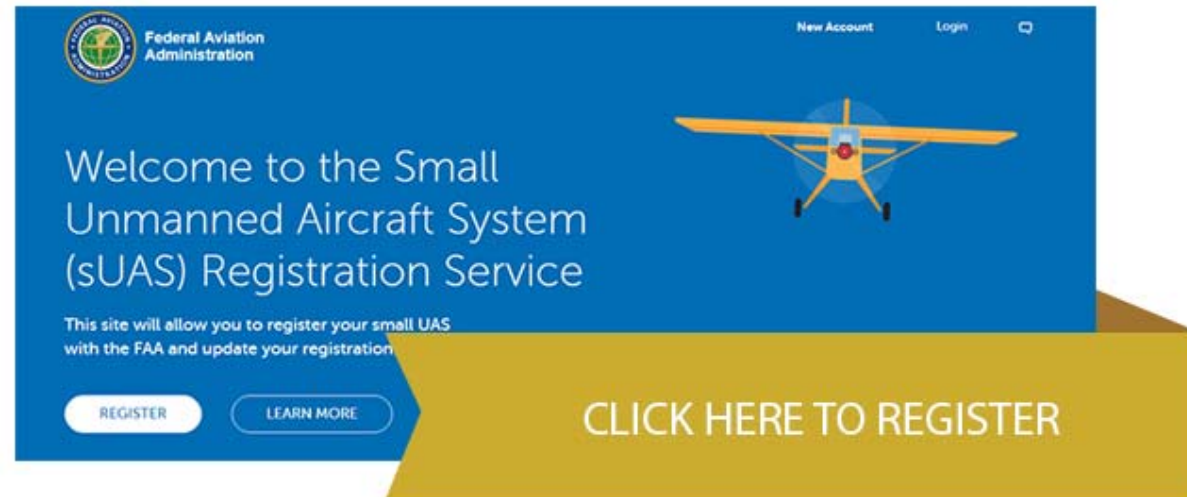 Federal Aviation
Administration
New Account
Login
Welcome to the Small
Unmanned Aircraft System
(sUAS) Registration Service
This site will allow you to register your small UAS
with the FAA and update your registration
REGISTER
LEARN MORE
CLICK HERE TO REGISTER